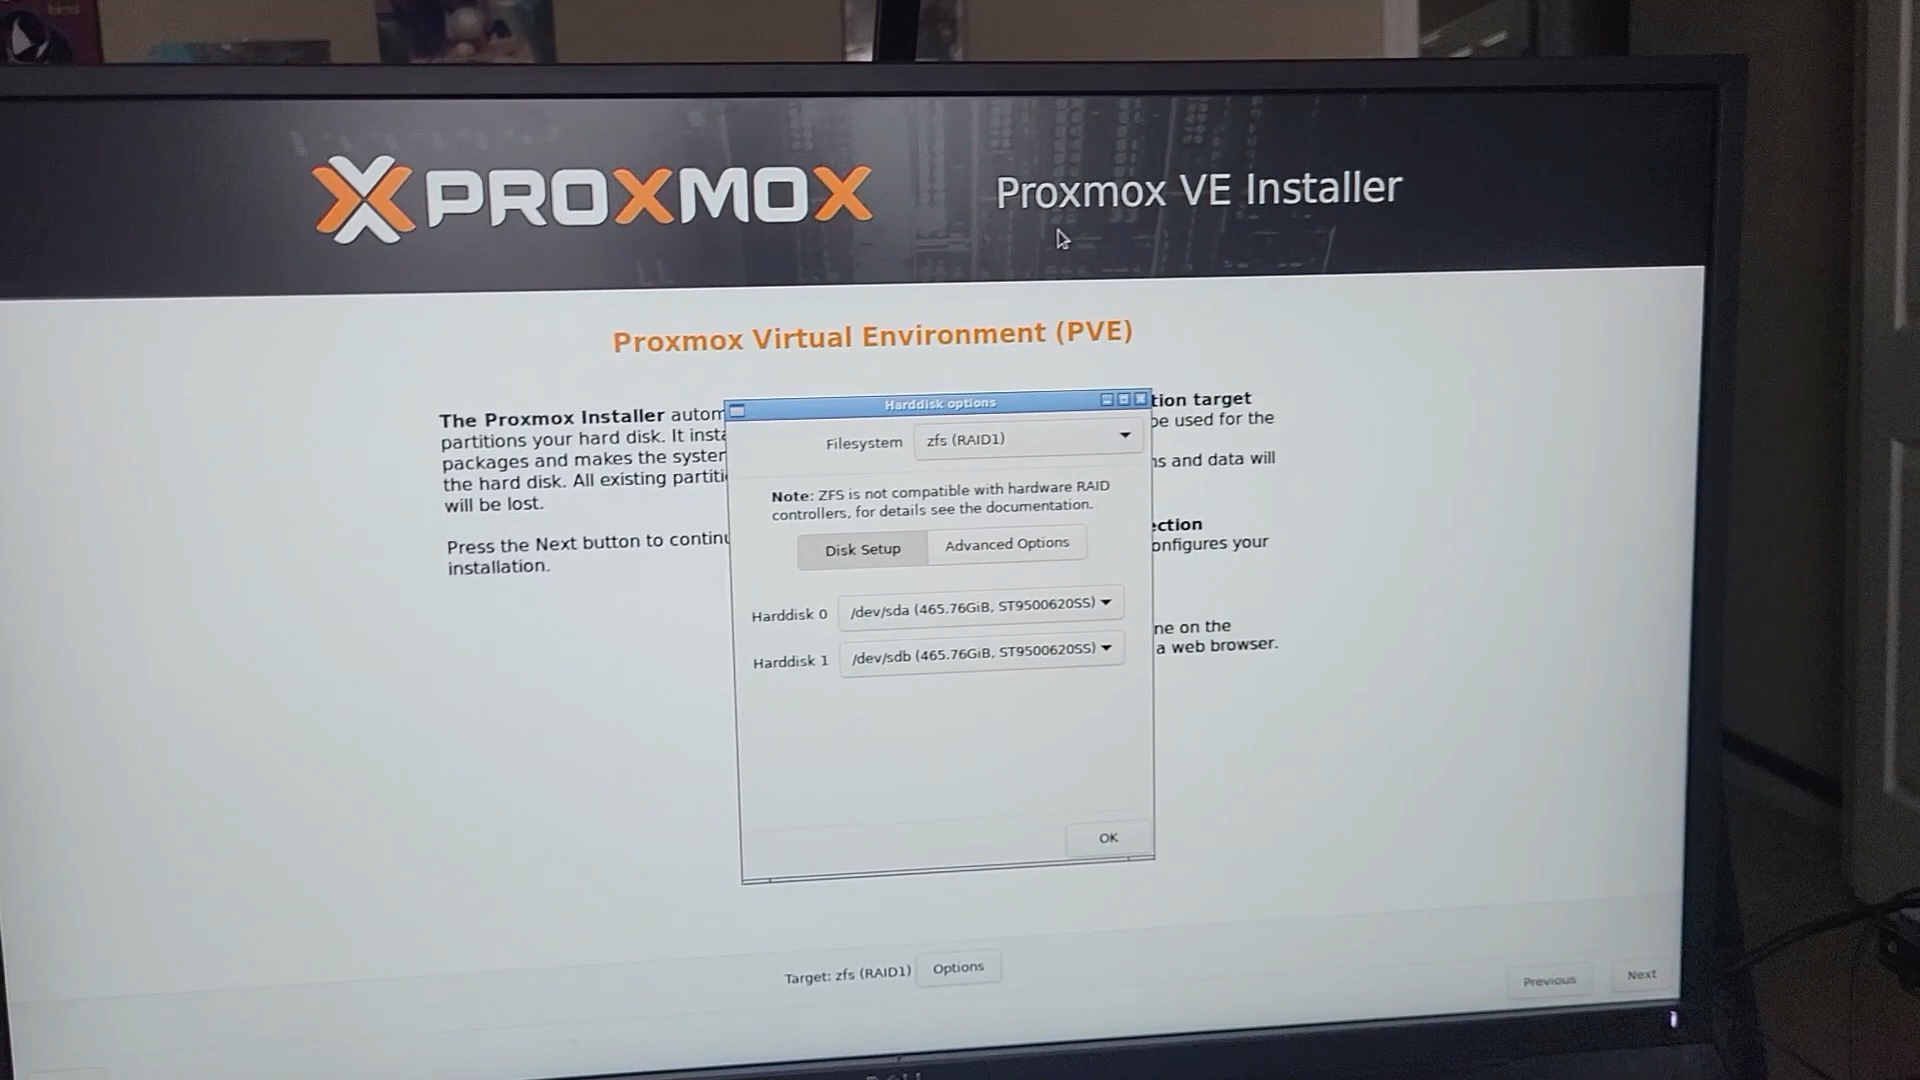 PROXMOX
Proxmox VE Installer
Proxmox Virtual Environment (PVE)
The Proxmox Installer autom
partitions your hard disk. It insta
packages and makes the syster
the hard disk. All existing partiti
will be lost.
Press the Next button to continu
installation.
tion target
be used for the
ns and data will
ection
onfigures your
ne on the
a web browser.
Harddisk options
Filesystem zfs (RAID1)
Note: ZFS is not compatible with hardware RAID
controllers, for details see the documentation.
Disk Setup Advanced Options
Harddisk 0 /dev/sda (465.76GiB, ST9500620SS)
Harddisk 1 /dev/sdb (465.76GiB, ST9500620SS)
OK
Target: zfs (RAID1) Options
Previous Next